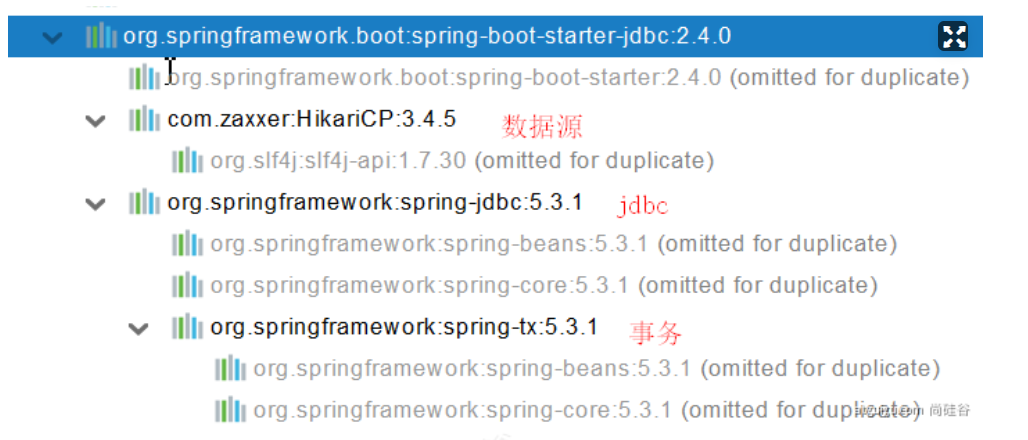 org.springframework.boot:spring-boot-starter-jdbc:2.4.0
org.springframework.boot:spring-boot-starter:2.4.0 (omitted for duplicate)
com.zaxxer:HikariCP:3.4.5 数据源
org.slf4j:slf4j-api:1.7.30 (omitted for duplicate)
org.springframework:spring-jdbc:5.3.1 jdbc
org.springframework:spring-beans:5.3.1 (omitted for duplicate)
org.springframework:spring-core:5.3.1 (omitted for duplicate)
org.springframework:spring-tx:5.3.1 事务
org.springframework:spring-beans:5.3.1 (omitted for duplicate)
org.springframework:spring-core:5.3.1 (omitted for duplicate) 尚硅谷